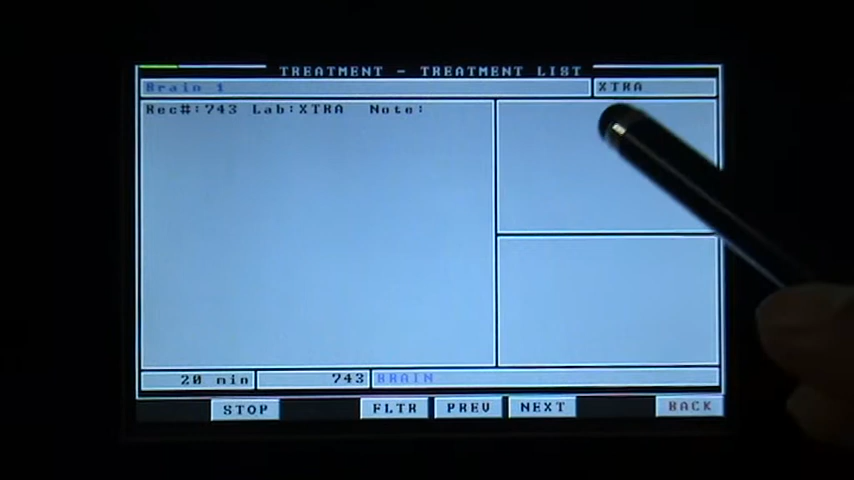 TREATMENT - TREATMENT LIST
Brain 1 XTRA
Rec#:743 Lab:XTRA Note:
20 min 743 BRAIN
STOP FLTR PREV NEXT BACK